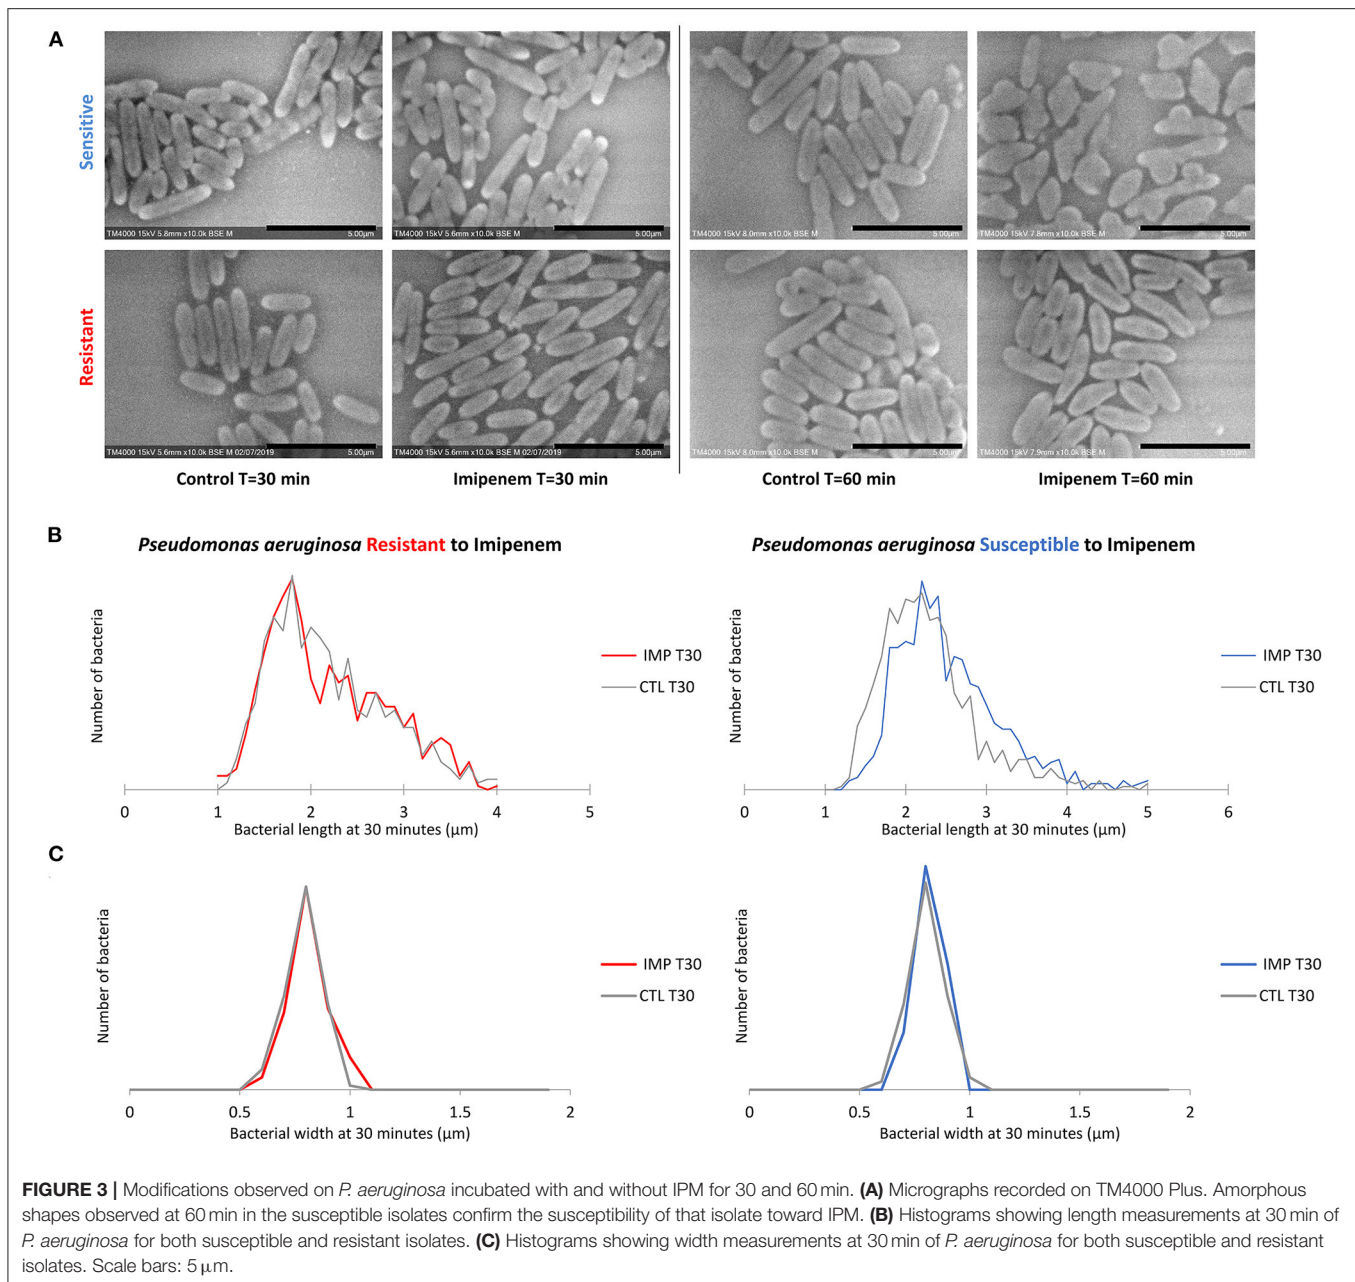 A
Sensitive
TM4000 15kV 5.8mm x10.0k BSE M 5.00µm
TM4000 15kV 5.6mm x10.0k BSE M 5.00µm
TM4000 15kV 8.0mm x10.0k BSE M 5.00µm
TM4000 15kV 7.8mm x10.0k BSE M 5.00µm
Resistant
TM4000 15kV 5.6mm x10.0k BSE M 02/07/2019 5.00µm
TM4000 15kV 5.6mm x10.0k BSE M 02/07/2019 5.00µm
TM4000 15kV 8.0mm x10.0k BSE M 5.00µm
TM4000 15kV 7.9mm x10.0k BSE M 5.00µm
Control T=30 min
Imipenem T=30 min
Control T=60 min
Imipenem T=60 min
B
Pseudomonas aeruginosa Resistant to Imipenem
Number of bacteria
IMP T30
CTL T30
0 1 2 3 4 5
Bacterial length at 30 minutes (µm)
Pseudomonas aeruginosa Susceptible to Imipenem
Number of bacteria
IMP T30
CTL T30
0 1 2 3 4 5 6
Bacterial length at 30 minutes (µm)
C
Number of bacteria
IMP T30
CTL T30
0 0.5 1 1.5 2
Bacterial width at 30 minutes (µm)
Number of bacteria
IMP T30
CTL T30
0 0.5 1 1.5 2
Bacterial width at 30 minutes (µm)
FIGURE 3 | Modifications observed on P. aeruginosa incubated with and without IPM for 30 and 60 min. (A) Micrographs recorded on TM4000 Plus. Amorphous
shapes observed at 60 min in the susceptible isolates confirm the susceptibility of that isolate toward IPM. (B) Histograms showing length measurements at 30 min of
P. aeruginosa for both susceptible and resistant isolates. (C) Histograms showing width measurements at 30 min of P. aeruginosa for both susceptible and resistant
isolates. Scale bars: 5 µm.